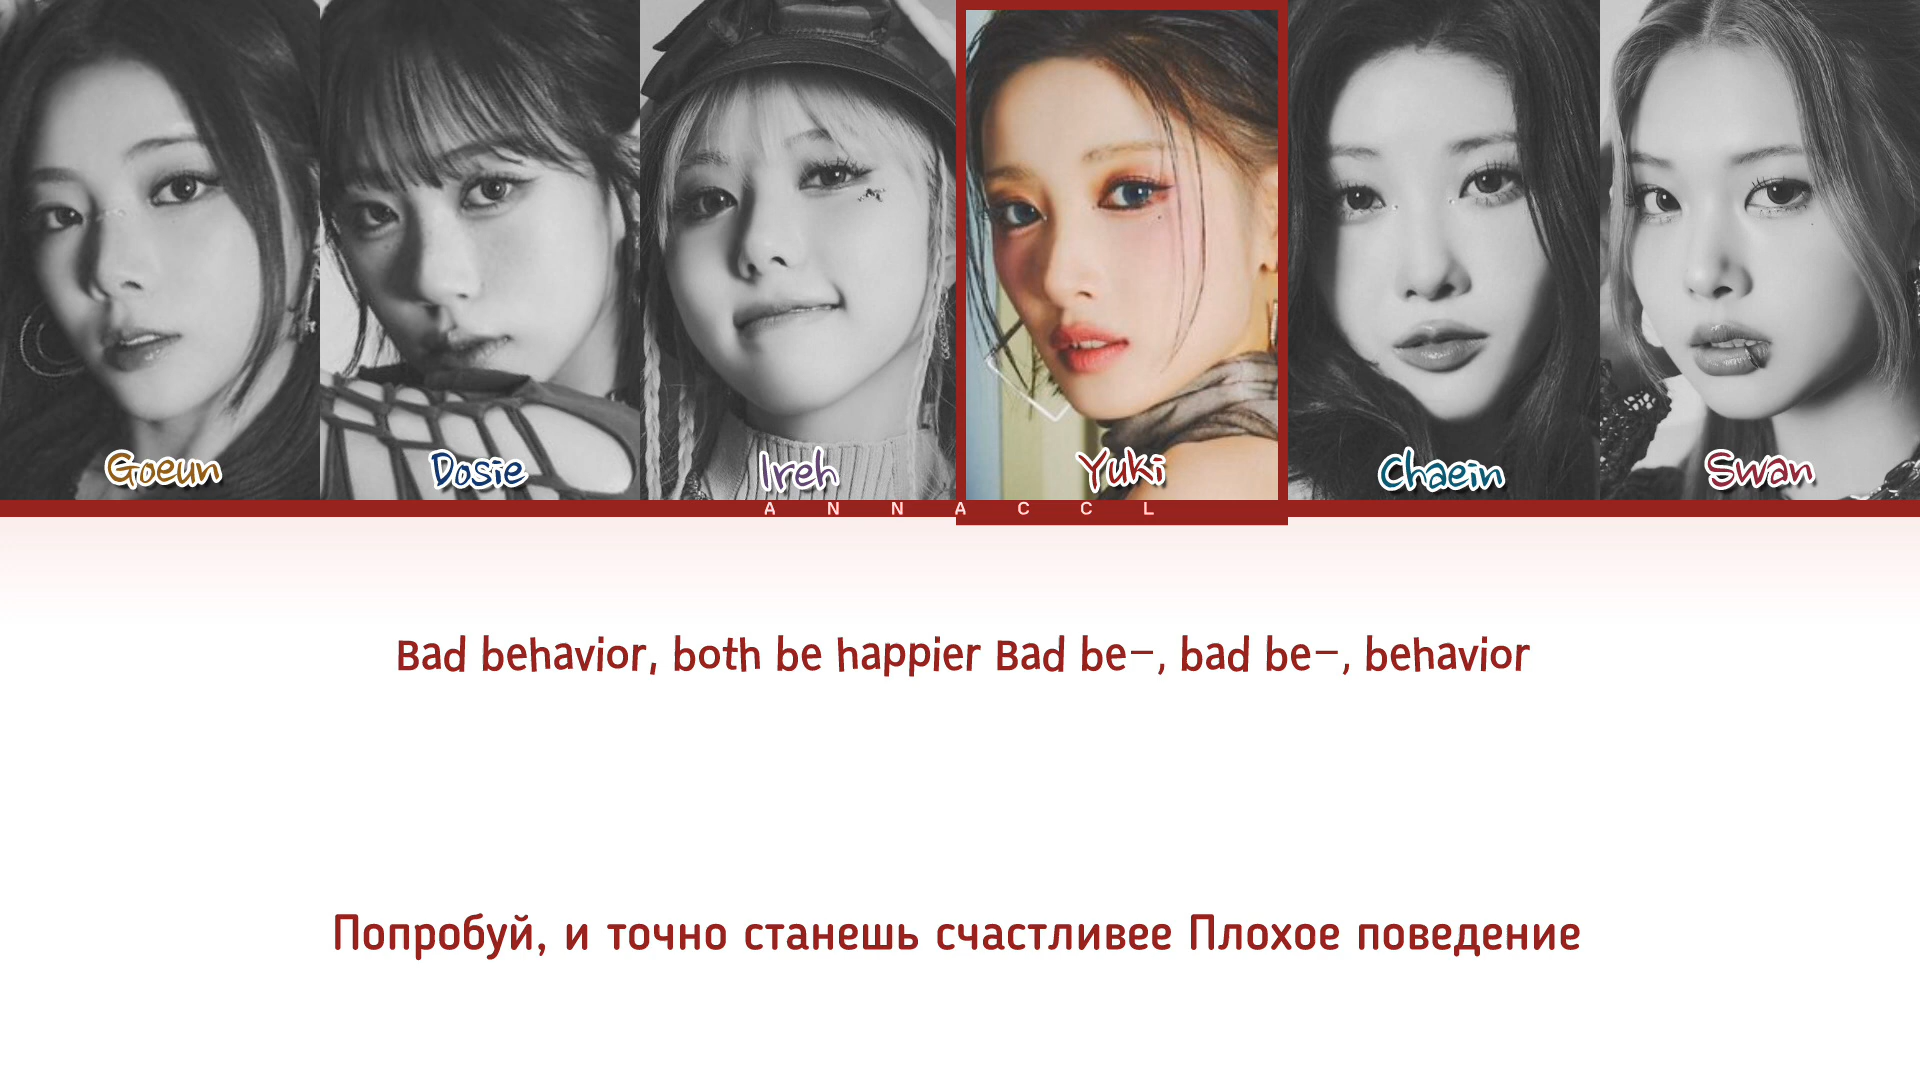 Goeun
Dosie
Ireh
Yuki
Chaein
Swan
ANNACCL
Bad behavior, both be happier Bad be–, bad be–, behavior
Попробуй, и точно станешь счастливее Плохое поведение